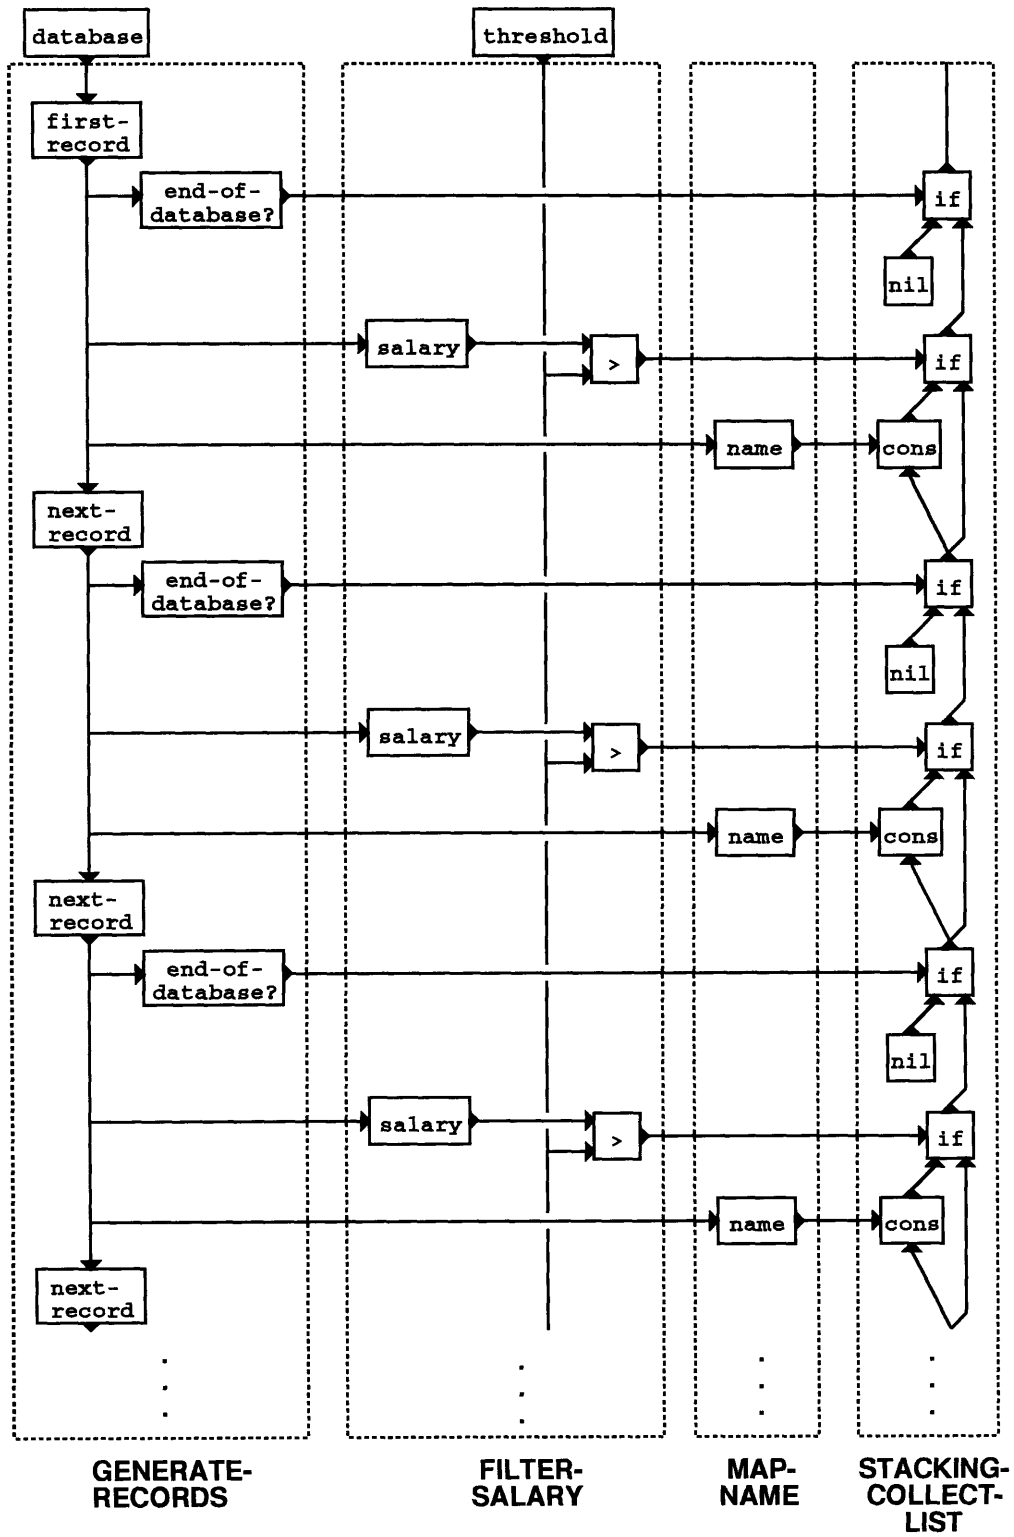 database
threshold
first-
record
end-of-
database?
if
nil
salary
>
if
name
cons
next-
record
end-of-
database?
if
nil
salary
>
if
name
cons
next-
record
end-of-
database?
if
nil
salary
>
if
name
cons
next-
record
GENERATE-
RECORDS
FILTER-
SALARY
MAP-
NAME
STACKING-
COLLECT-
LIST